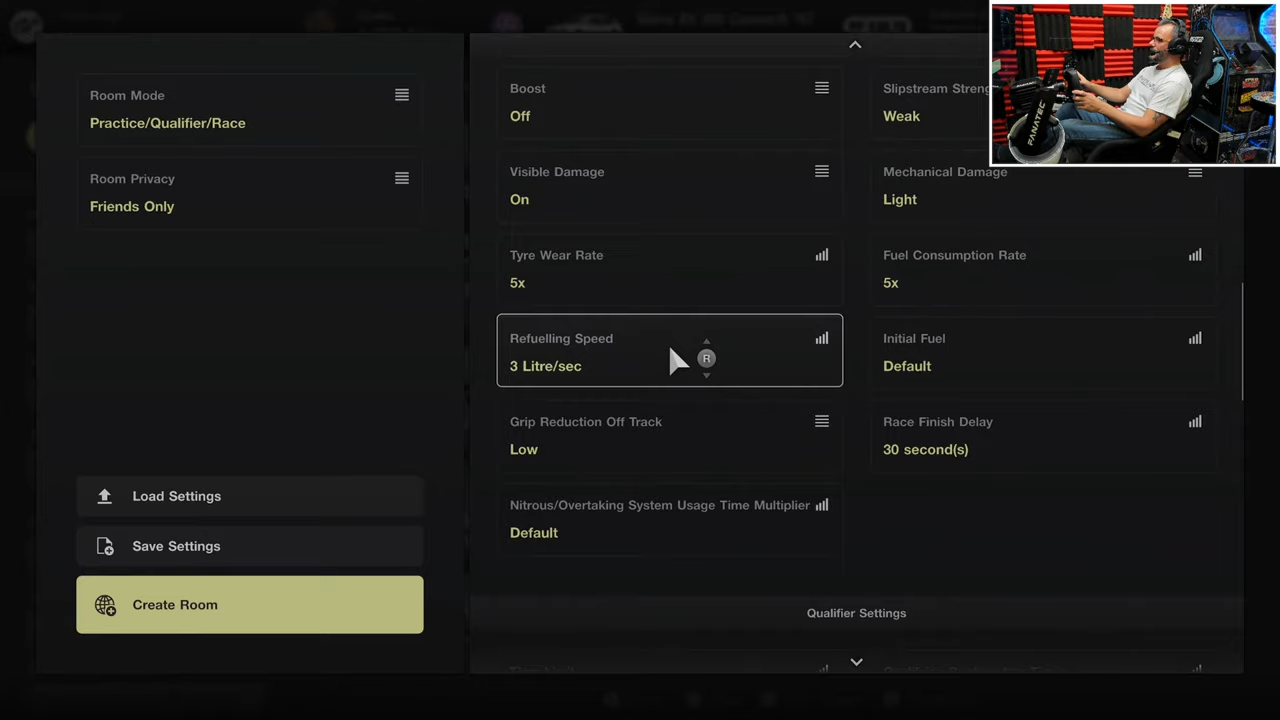 Room Mode
Practice/Qualifier/Race
Room Privacy
Friends Only
Load Settings
Save Settings
Create Room
Boost
Off
Slipstream Stren
Weak
Visible Damage
On
Mechanical Damage
Light
Tyre Wear Rate
5x
Fuel Consumption Rate
5x
Refuelling Speed
3 Litre/sec
R
Initial Fuel
Default
Grip Reduction Off Track
Low
Race Finish Delay
30 second(s)
Nitrous/Overtaking System Usage Time Multiplier
Default
Qualifier Settings
FANATEC